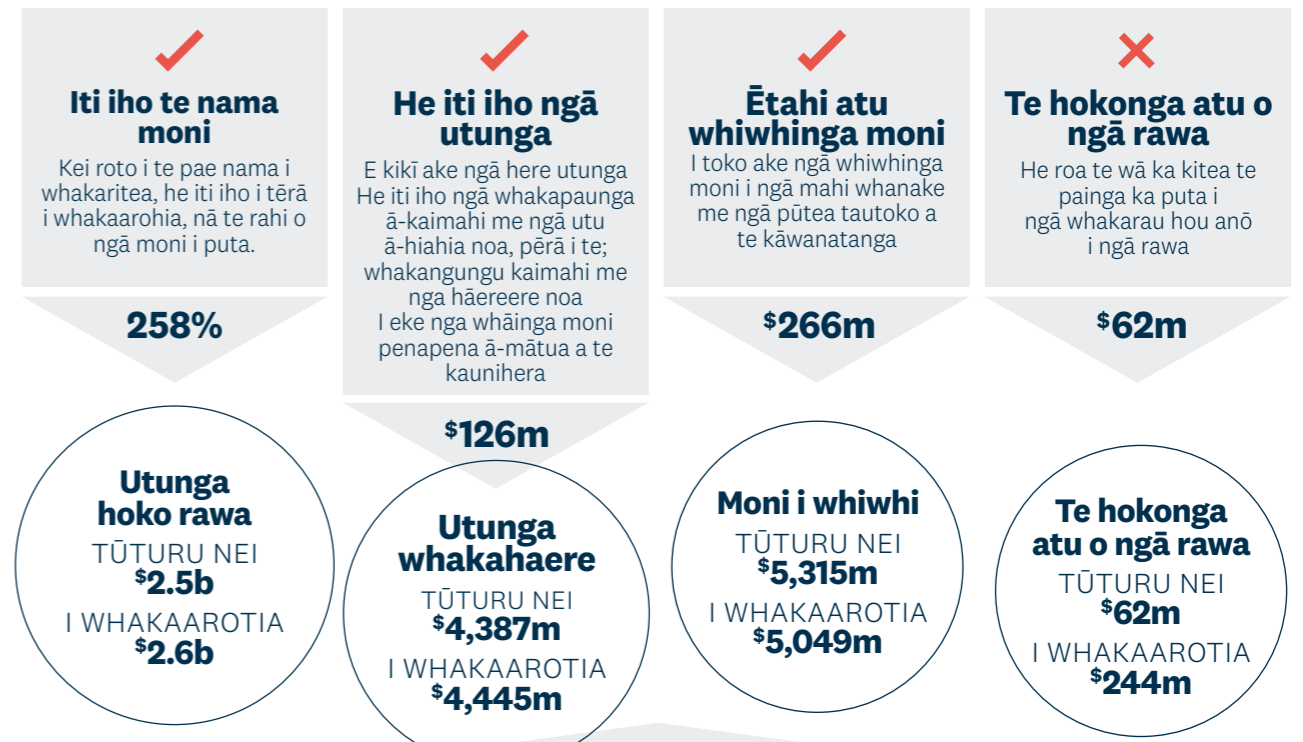 Iti iho te nama
moni
Kei roto i te pae nama i
whakaritea, he iti iho i tērā
i whakaarohia, nā te rahi o
ngā moni i puta.
258%
He iti iho ngā
utunga
E kikī ake ngā here utunga
He iti iho ngā whakapaunga
ā-kaimahi me ngā utu
ā-hiahia noa, pērā i te;
whakangungu kaimahi me
nga hāereere noa
I eke nga whāinga moni
penapena ā-mātua a te
kaunihera
$126m
Ētahi atu
whiwhinga moni
I toko ake ngā whiwhinga
moni i ngā mahi whanake
me ngā pūtea tautoko a
te kāwanatanga
$266m
Te hokonga atu o
ngā rawa
He roa te wā ka kitea te
painga ka puta i
ngā whakarau hou anō
i ngā rawa
$62m
Utunga
hoko rawa
TŪTURU NEI
$2.5b
I WHAKAAROTIA
$2.6b
Utunga
whakahaere
TŪTURU NEI
$4,387m
I WHAKAAROTIA
$4,445m
Moni i whiwhi
TŪTURU NEI
$5,315m
I WHAKAAROTIA
$5,049m
Te hokonga
atu o ngā rawa
TŪTURU NEI
$62m
I WHAKAAROTIA
$244m